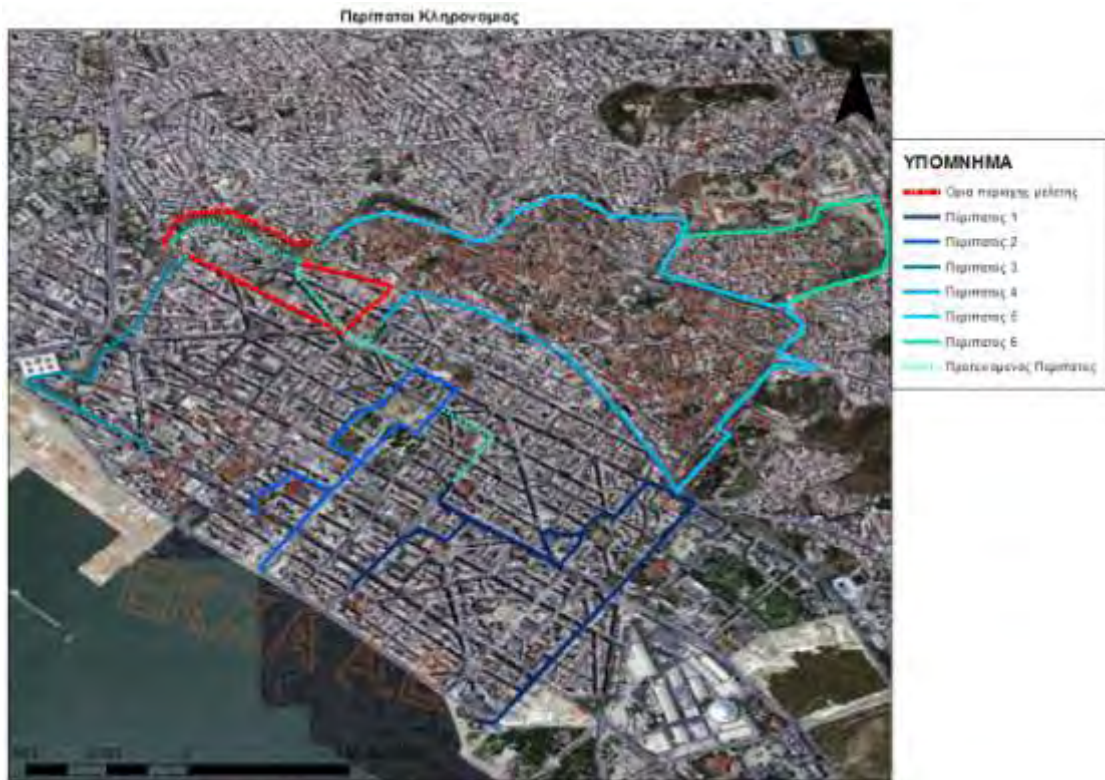 Περίπατοι Κληρονομιάς
ΥΠΟΜΝΗΜΑ
Όρια περιοχής μελέτης
Περίπατος 1
Περίπατος 2
Περίπατος 3
Περίπατος 4
Περίπατος 5
Περίπατος 6
Προτεινόμενος Περίπατος